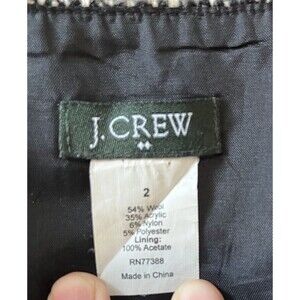 J.CREW
2
54% Wool
35% Acrylic
6% Nylon
5% Polyester
Lining:
100% Acetate
RN77388
Made in China